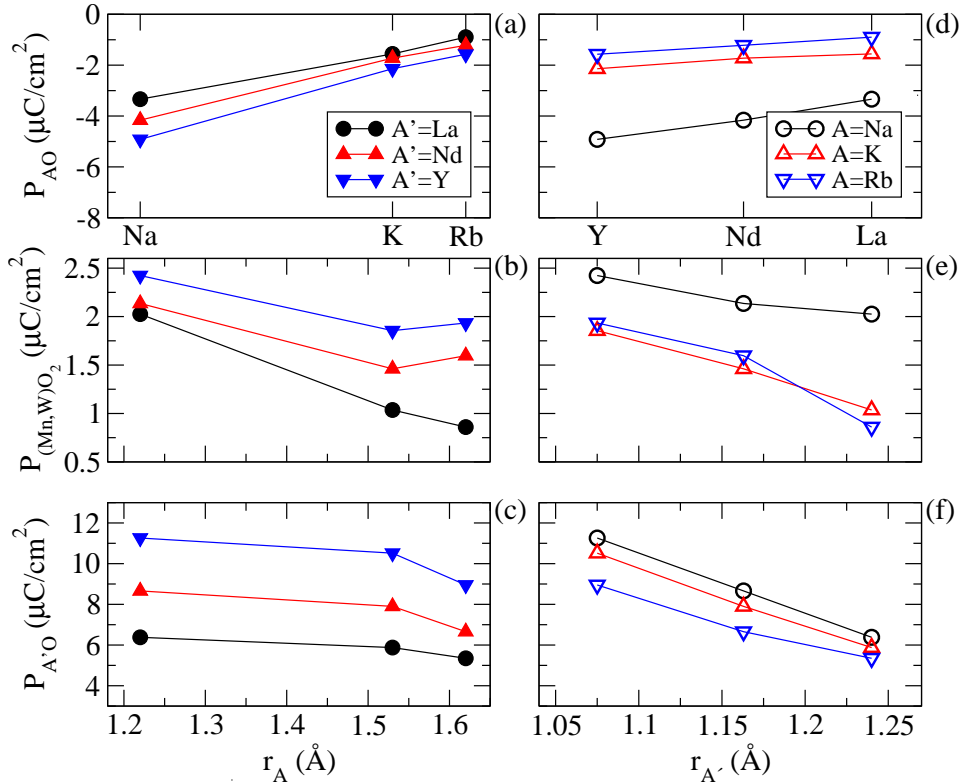 0
-2
-4
-6
-8
P_AO (μC/cm²)
(a)
A'=La
A'=Nd
A'=Y
Na K Rb
(d)
A=Na
A=K
A=Rb
Y Nd La
2.5
2
1.5
1
0.5
P_(Mn,W)O₂ (μC/cm²)
(b)
(e)
12
10
8
6
4
P_A'O (μC/cm²)
(c)
(f)
1.2 1.3 1.4 1.5 1.6
r_A (Å)
1.05 1.1 1.15 1.2 1.25
r_A´ (Å)